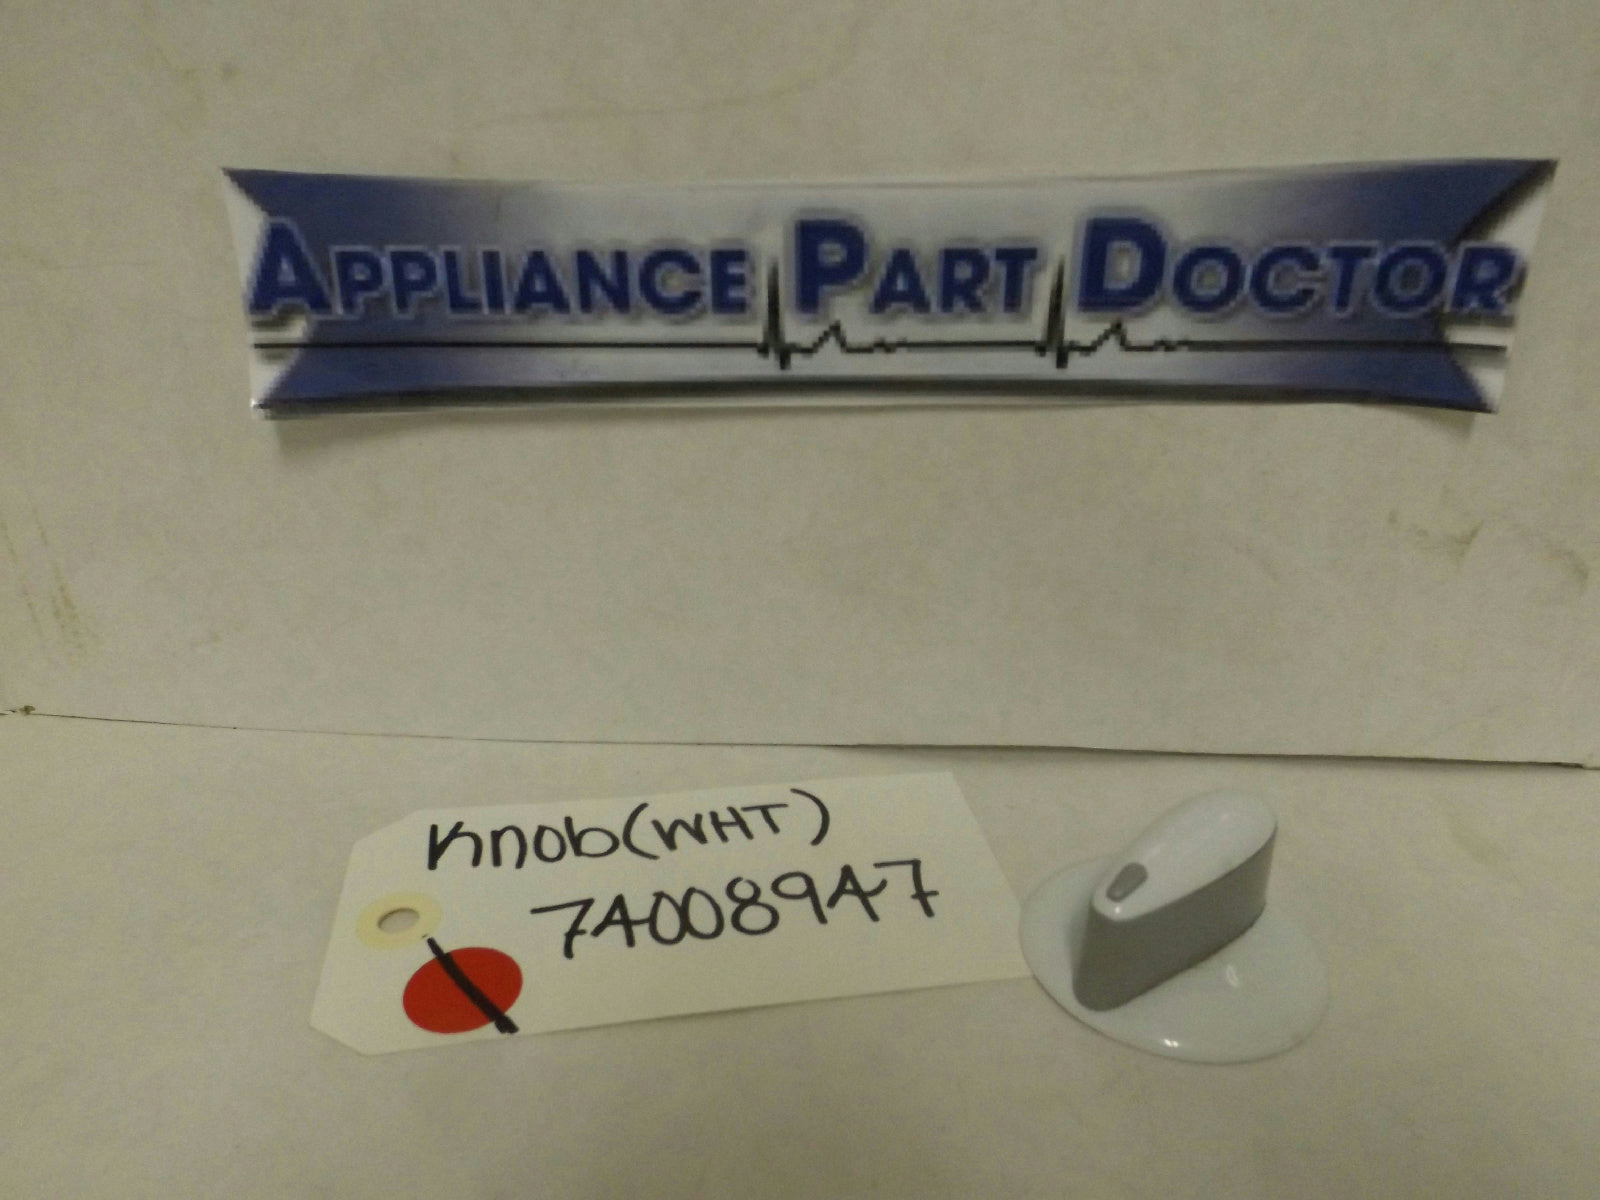 APPLIANCE PART DOCTOR
Knob(WHT)
74008947